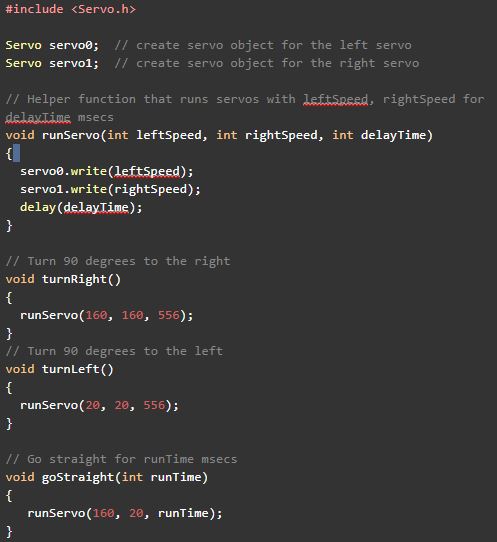 #include <Servo.h>
Servo servo0;  // create servo object for the left servo
Servo servo1;  // create servo object for the right servo
// Helper function that runs servos with leftSpeed, rightSpeed for
delayTime msecs
void runServo(int leftSpeed, int rightSpeed, int delayTime)
{
  servo0.write(leftSpeed);
  servo1.write(rightSpeed);
  delay(delayTime);
}
// Turn 90 degrees to the right
void turnRight()
{
  runServo(160, 160, 556);
}
// Turn 90 degrees to the left
void turnLeft()
{
  runServo(20, 20, 556);
}
// Go straight for runTime msecs
void goStraight(int runTime)
{
   runServo(160, 20, runTime);
}